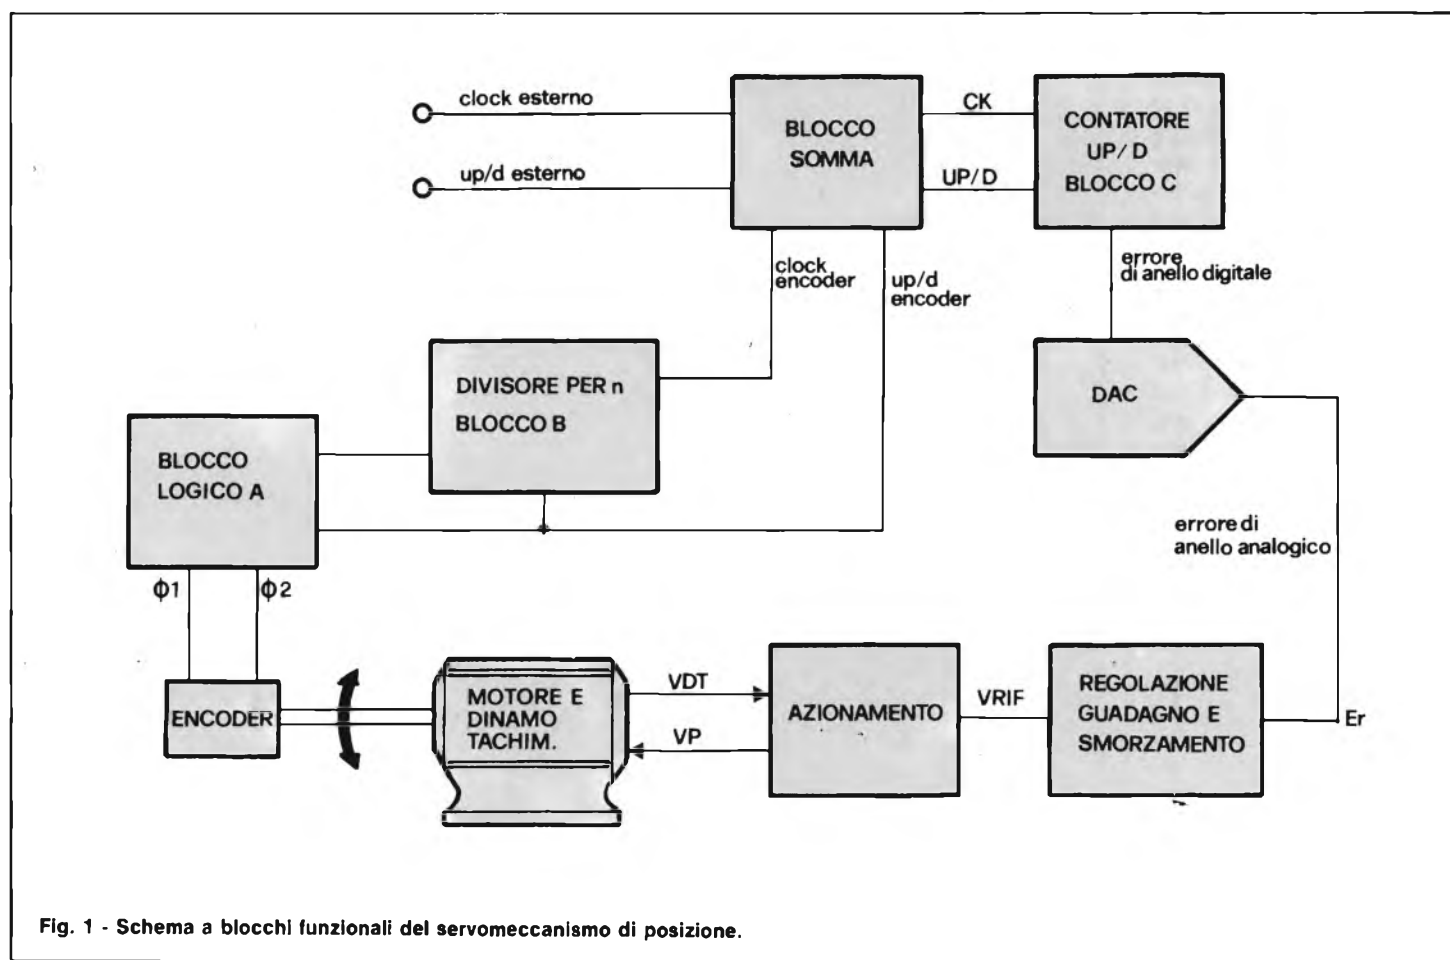 clock esterno
up/d esterno
BLOCCO
SOMMA
CK
UP/D
CONTATORE
UP/D
BLOCCO C
clock
encoder
up/d
encoder
errore
di anello digitale
DIVISORE PER n
BLOCCO B
DAC
BLOCCO
LOGICO A
errore di
anello analogico
Φ1
Φ2
ENCODER
MOTORE E
DINAMO
TACHIM.
VDT
VP
AZIONAMENTO
VRIF
REGOLAZIONE
GUADAGNO E
SMORZAMENTO
Er
Fig. 1 - Schema a blocchi funzionali del servomeccanismo di posizione.